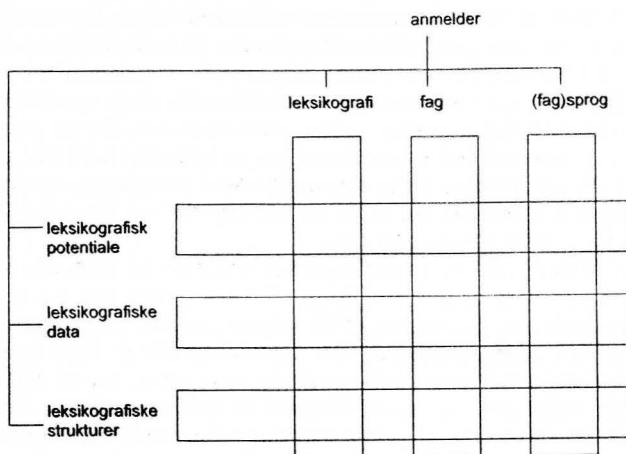 anmelder
leksikografi fag (fag)sprog
leksikografisk
potentiale
leksikografiske
data
leksikografiske
strukturer